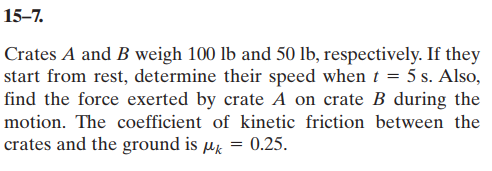 15–7.
Crates A and B weigh 100 lb and 50 lb, respectively. If they
start from rest, determine their speed when t = 5 s. Also,
find the force exerted by crate A on crate B during the
motion. The coefficient of kinetic friction between the
crates and the ground is μₖ = 0.25.